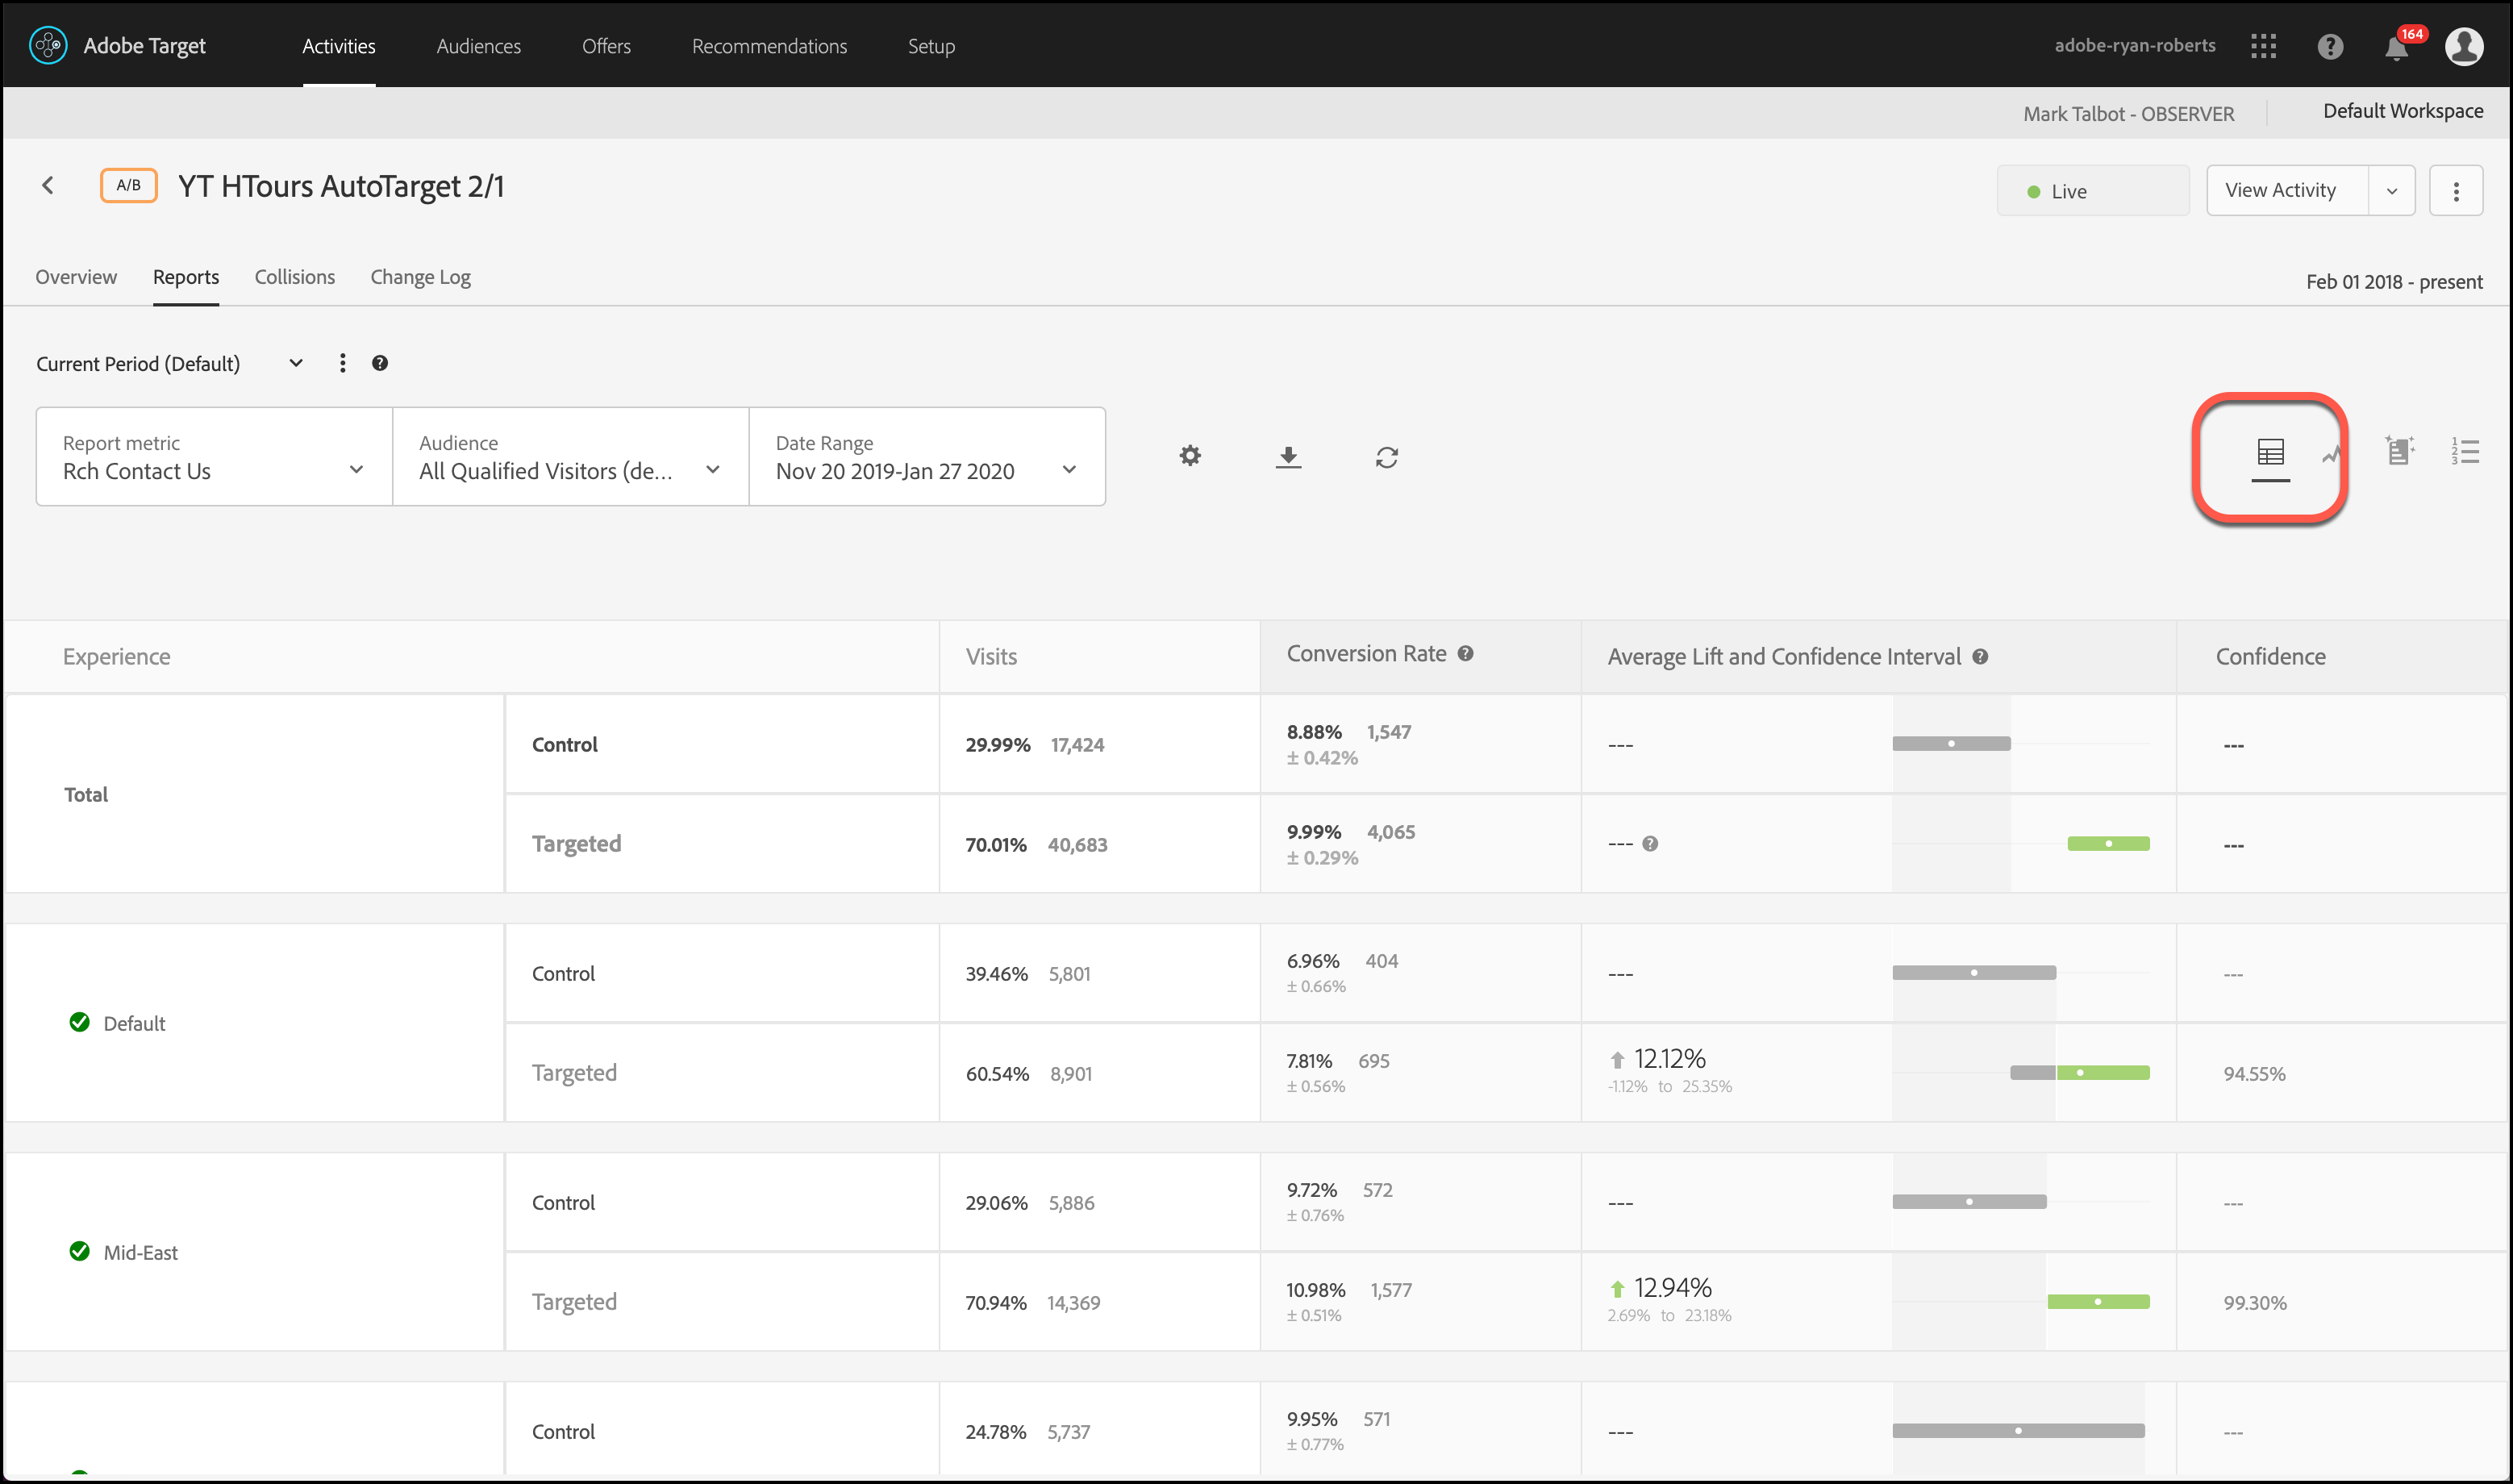 Adobe Target Activities Audiences Offers Recommendations Setup adobe-ryan-roberts ? 164
Mark Talbot - OBSERVER Default Workspace
A/B YT HTours AutoTarget 2/1 Live View Activity
Overview Reports Collisions Change Log Feb 01 2018 - present
Current Period (Default) ?
Report metric Audience Date Range
Rch Contact Us All Qualified Visitors (de... Nov 20 2019-Jan 27 2020
1
2
3
Experience Visits Conversion Rate ? Average Lift and Confidence Interval ? Confidence
Total
Control 29.99% 17,424 8.88% 1,547 --- ---
± 0.42%
Targeted 70.01% 40,683 9.99% 4,065 --- ? ---
± 0.29%
Default
Control 39.46% 5,801 6.96% 404 --- ---
± 0.66%
Targeted 60.54% 8,901 7.81% 695 12.12% 94.55%
± 0.56% -1.12% to 25.35%
Mid-East
Control 29.06% 5,886 9.72% 572 --- ---
± 0.76%
Targeted 70.94% 14,369 10.98% 1,577 12.94% 99.30%
± 0.51% 2.69% to 23.18%
Control 24.78% 5,737 9.95% 571 --- ---
± 0.77%